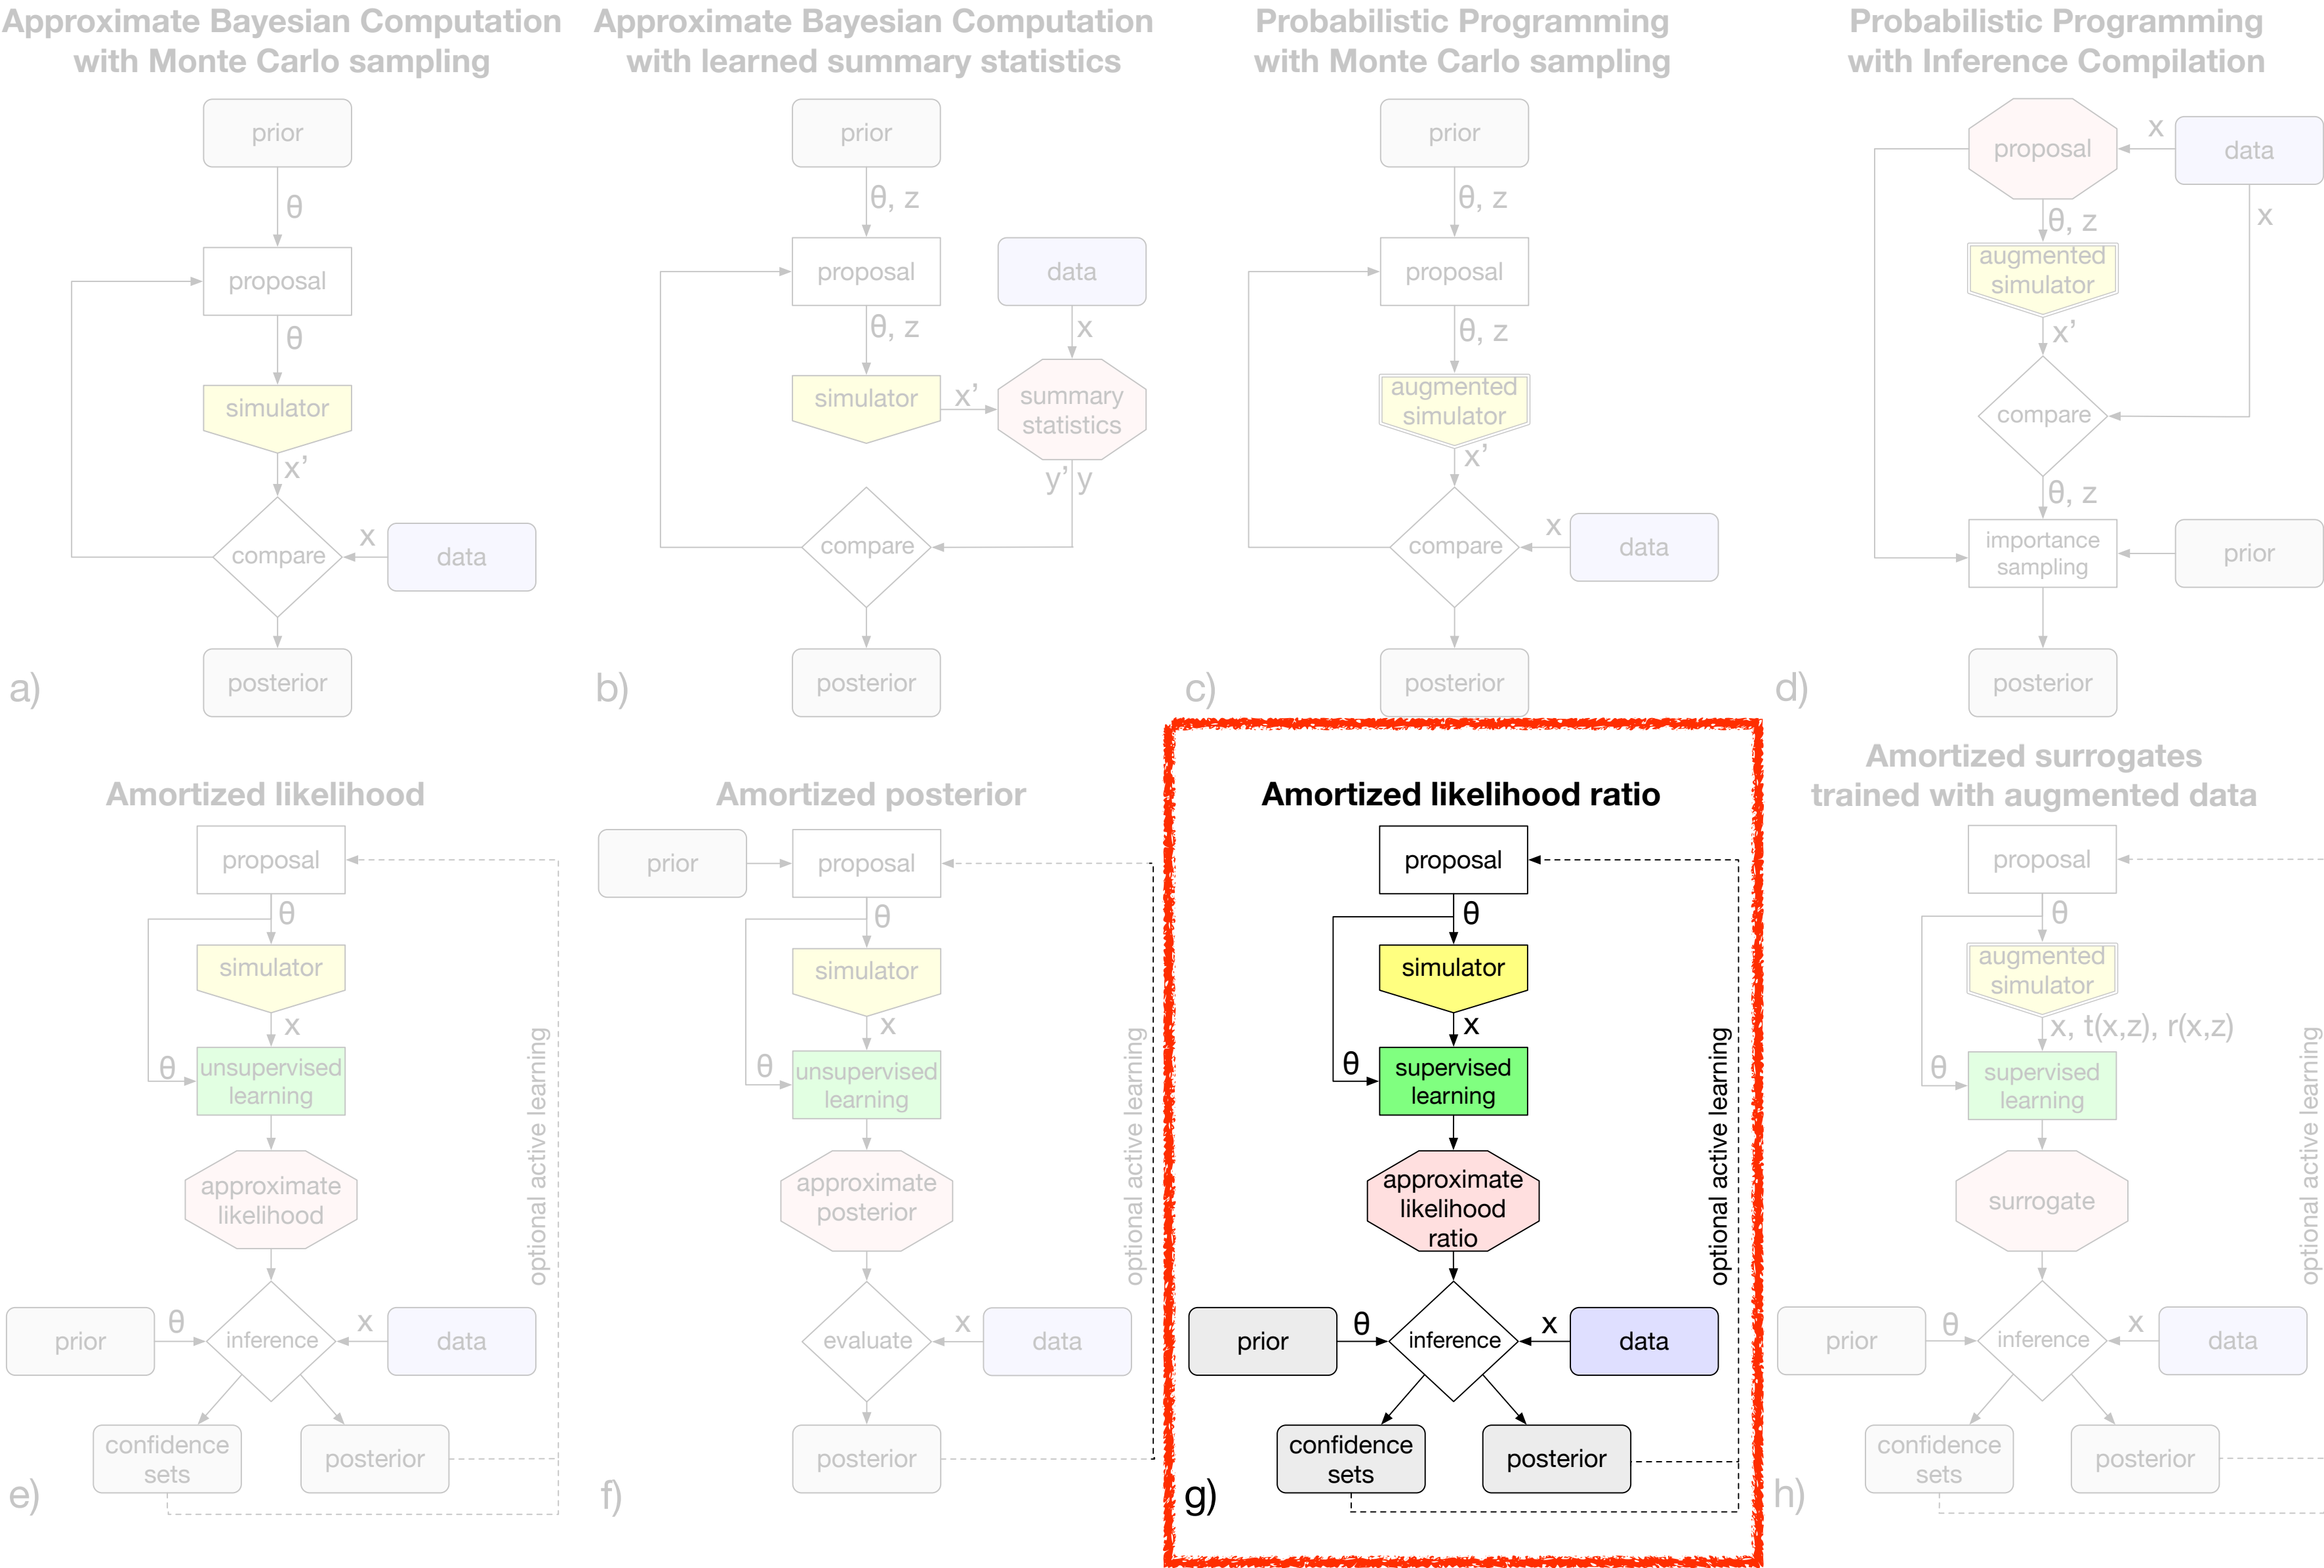 Approximate Bayesian Computation
with Monte Carlo sampling
prior
θ
proposal
θ
simulator
x’
compare
x
data
posterior
a)
Approximate Bayesian Computation
with learned summary statistics
prior
θ, z
proposal
data
θ, z
x
simulator
x’
summary
statistics
y’ y
compare
posterior
b)
Probabilistic Programming
with Monte Carlo sampling
prior
θ, z
proposal
θ, z
augmented
simulator
x’
compare
x
data
posterior
c)
Probabilistic Programming
with Inference Compilation
proposal
x
data
θ, z
x
augmented
simulator
x’
compare
θ, z
importance
sampling
prior
posterior
d)
Amortized likelihood
proposal
θ
simulator
x
θ
unsupervised
learning
approximate
likelihood
optional active learning
prior
θ
inference
x
data
confidence
sets
posterior
e)
Amortized posterior
prior
proposal
θ
simulator
x
θ
unsupervised
learning
approximate
posterior
optional active learning
evaluate
x
data
posterior
f)
Amortized likelihood ratio
proposal
θ
simulator
x
θ
supervised
learning
approximate
likelihood
ratio
optional active learning
prior
θ
inference
x
data
confidence
sets
posterior
g)
Amortized surrogates
trained with augmented data
proposal
θ
augmented
simulator
x, t(x,z), r(x,z)
θ
supervised
learning
surrogate
optional active learning
prior
θ
inference
x
data
confidence
sets
posterior
h)